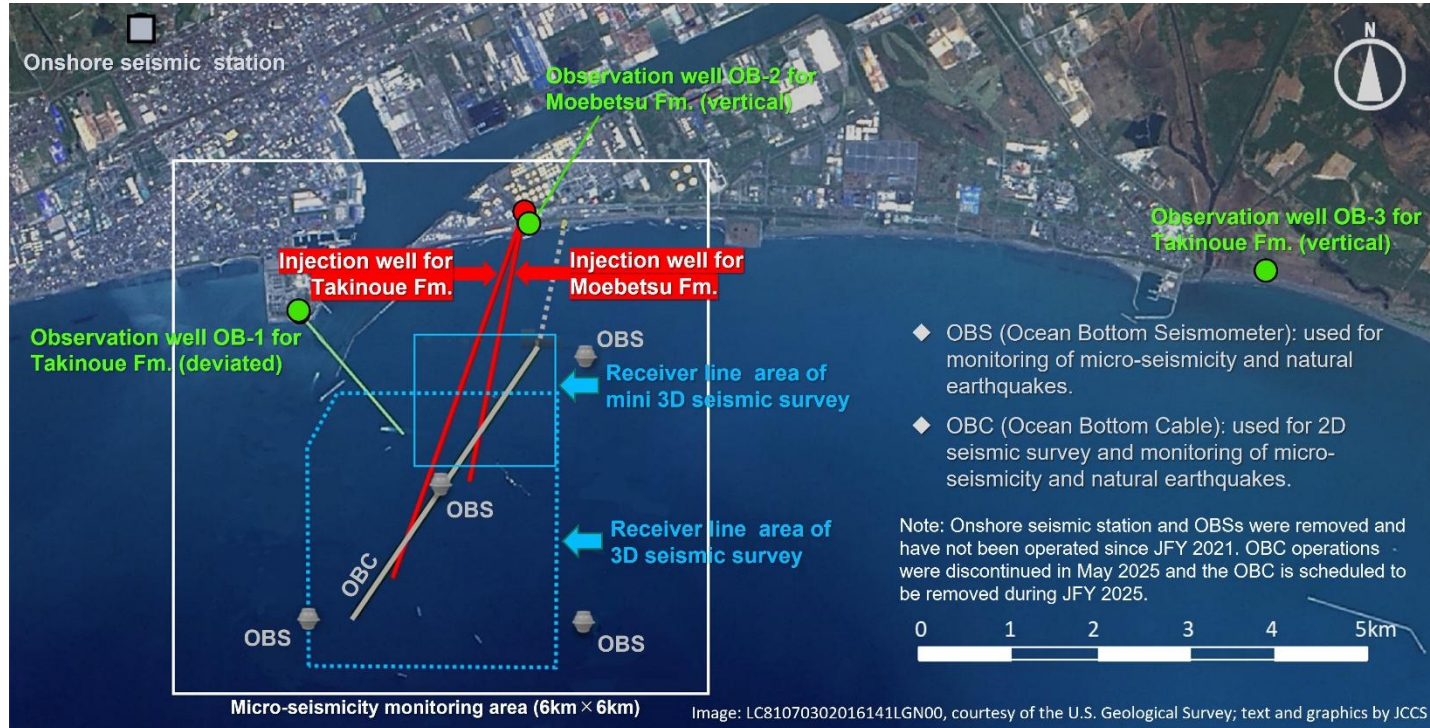 Onshore seismic station
N
Observation well OB-2 for
Moebetsu Fm. (vertical)
Observation well OB-3 for
Takinoue Fm. (vertical)
Injection well for
Takinoue Fm.
Injection well for
Moebetsu Fm.
Observation well OB-1 for
Takinoue Fm. (deviated)
OBS
Receiver line area of
mini 3D seismic survey
◆ OBS (Ocean Bottom Seismometer): used for
monitoring of micro-seismicity and natural
earthquakes.
◆ OBC (Ocean Bottom Cable): used for 2D
seismic survey and monitoring of micro-
seismicity and natural earthquakes.
OBS
Receiver line area of
3D seismic survey
OBC
Note: Onshore seismic station and OBSs were removed and
have not been operated since JFY 2021. OBC operations
were discontinued in May 2025 and the OBC is scheduled to
be removed during JFY 2025.
OBS
OBS
0 1 2 3 4 5km
Micro-seismicity monitoring area (6km×6km)
Image: LC81070302016141LGN00, courtesy of the U.S. Geological Survey; text and graphics by JCCS